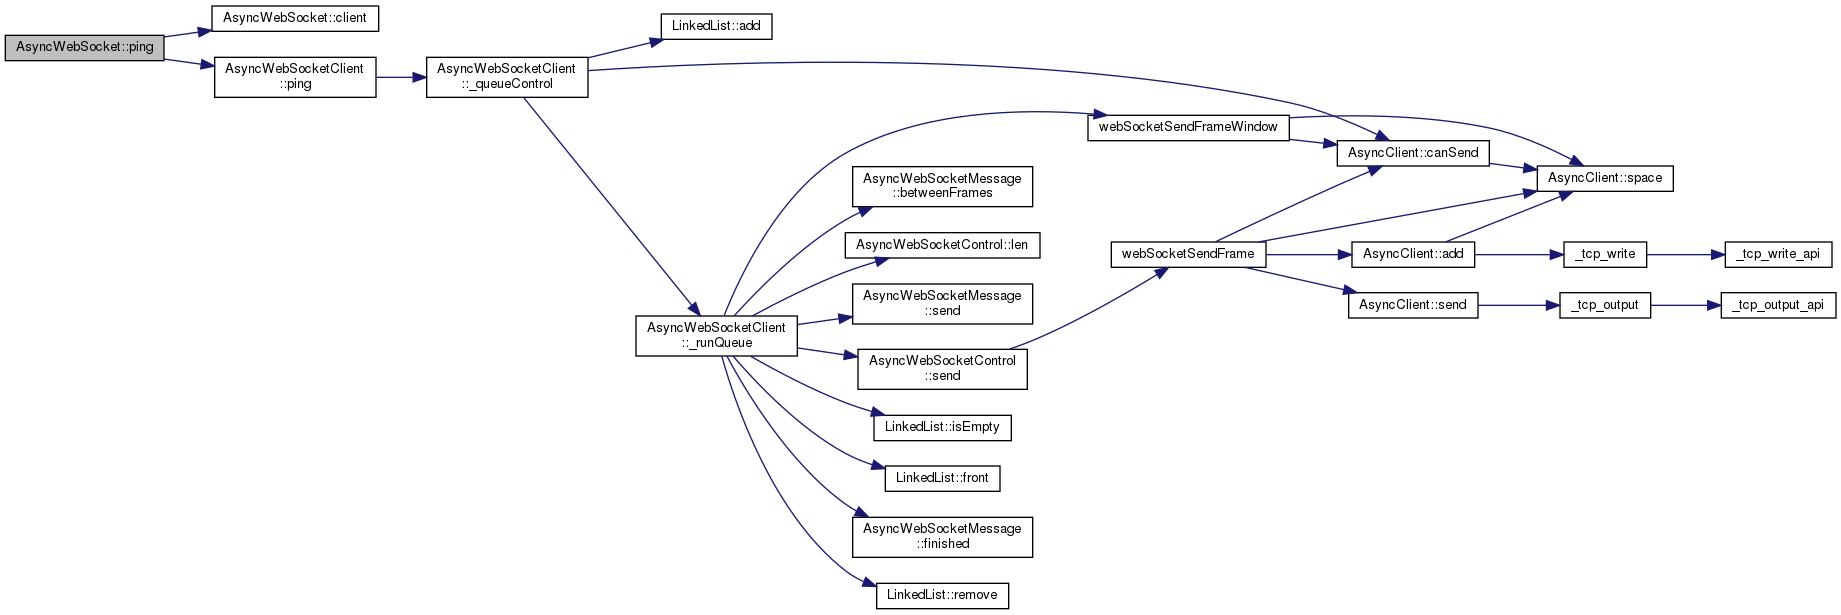 AsyncWebSocket::ping
AsyncWebSocket::client
AsyncWebSocketClient
::ping
AsyncWebSocketClient
::_queueControl
LinkedList::add
AsyncWebSocketClient
::_runQueue
webSocketSendFrameWindow
AsyncWebSocketMessage
::betweenFrames
AsyncWebSocketControl::len
AsyncWebSocketMessage
::send
AsyncWebSocketControl
::send
LinkedList::isEmpty
LinkedList::front
AsyncWebSocketMessage
::finished
LinkedList::remove
webSocketSendFrame
AsyncClient::canSend
AsyncClient::space
AsyncClient::add
AsyncClient::send
_tcp_write
_tcp_output
_tcp_write_api
_tcp_output_api